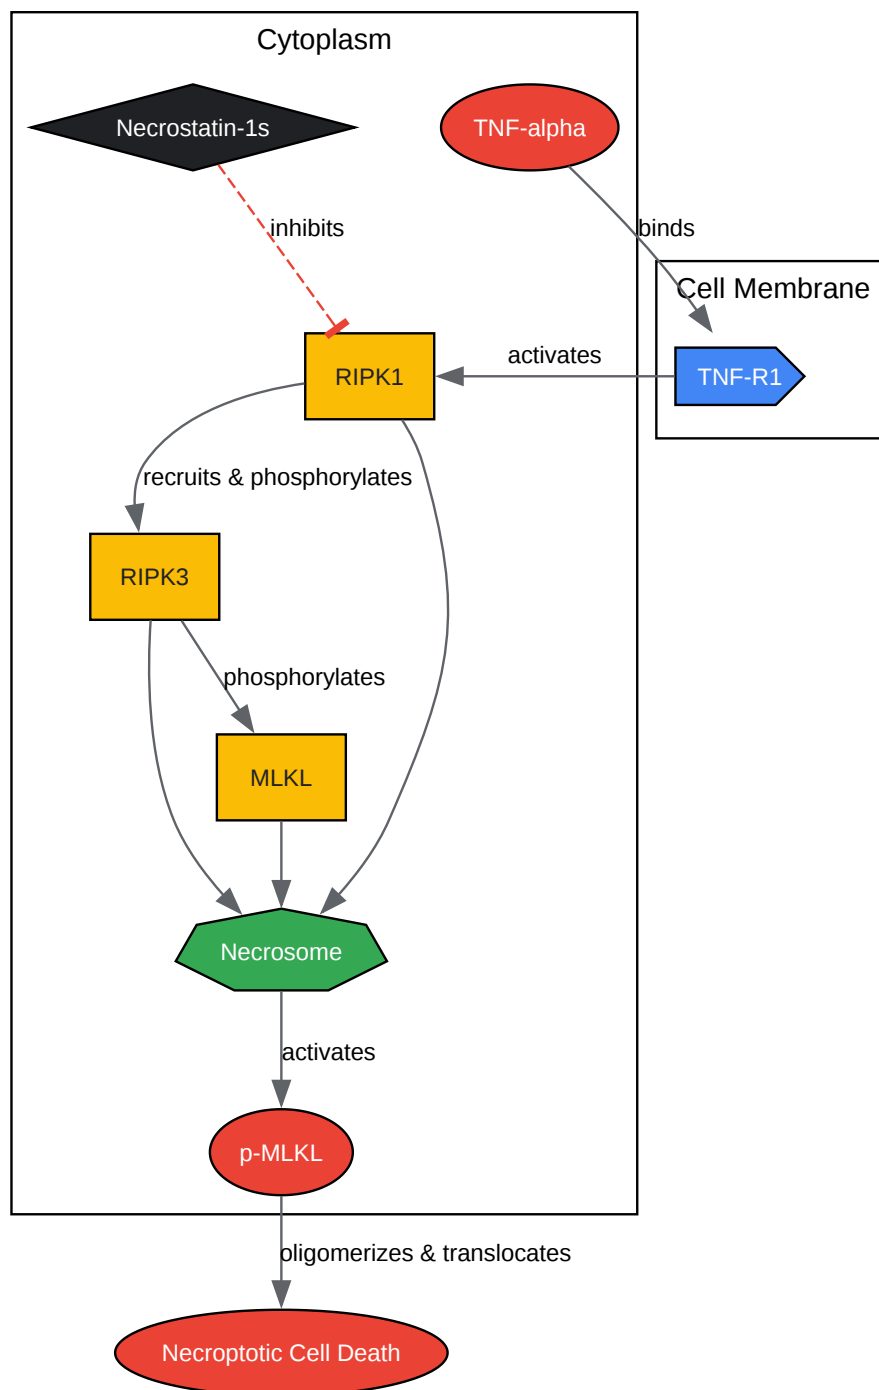 Cytoplasm
Necrostatin-1s
TNF-alpha
inhibits
binds
Cell Membrane
activates
RIPK1
TNF-R1
recruits & phosphorylates
RIPK3
phosphorylates
MLKL
Necrosome
activates
p-MLKL
oligomerizes & translocates
Necroptotic Cell Death